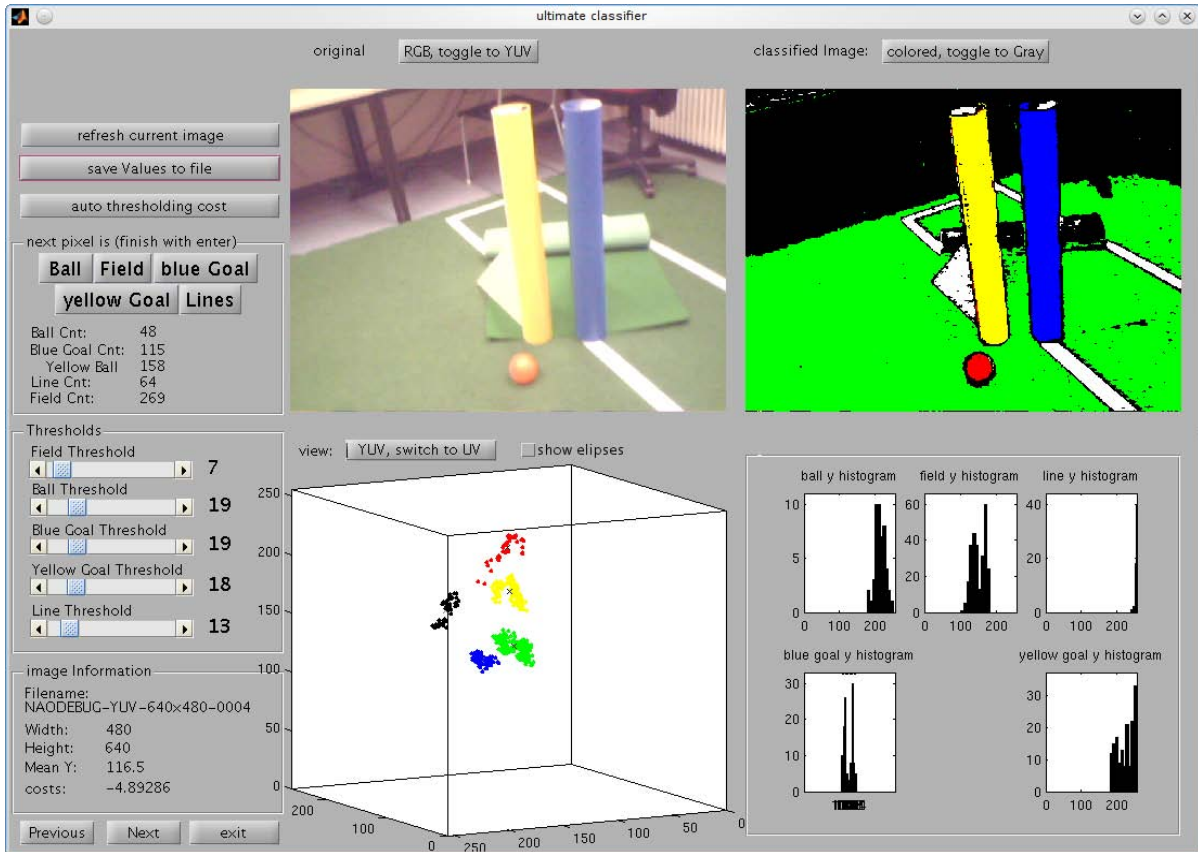 ultimate classifier
original RGB, toggle to YUV
classified Image: colored, toggle to Gray
refresh current image
save Values to file
auto thresholding cost
next pixel is (finish with enter)
Ball Field blue Goal
yellow Goal Lines
Ball Cnt: 48
Blue Goal Cnt: 115
Yellow Ball 158
Line Cnt: 64
Field Cnt: 269
Thresholds
Field Threshold
7
Ball Threshold
19
Blue Goal Threshold
19
Yellow Goal Threshold
18
Line Threshold
13
image Information
Filename:
NAODEBUG-YUV-640x480-0004
Width: 480
Height: 640
Mean Y: 116.5
costs: -4.89286
Previous Next exit
view: YUV, switch to UV show elipses
250
200
150
100
50
0
200
100
0
250 200 150 100 50 0
ball y histogram
10
5
0
0 100 200
field y histogram
60
40
20
0
0 100 200
line y histogram
40
20
0
0 100 200
blue goal y histogram
30
20
10
0
yellow goal y histogram
30
20
10
0
0 100 200